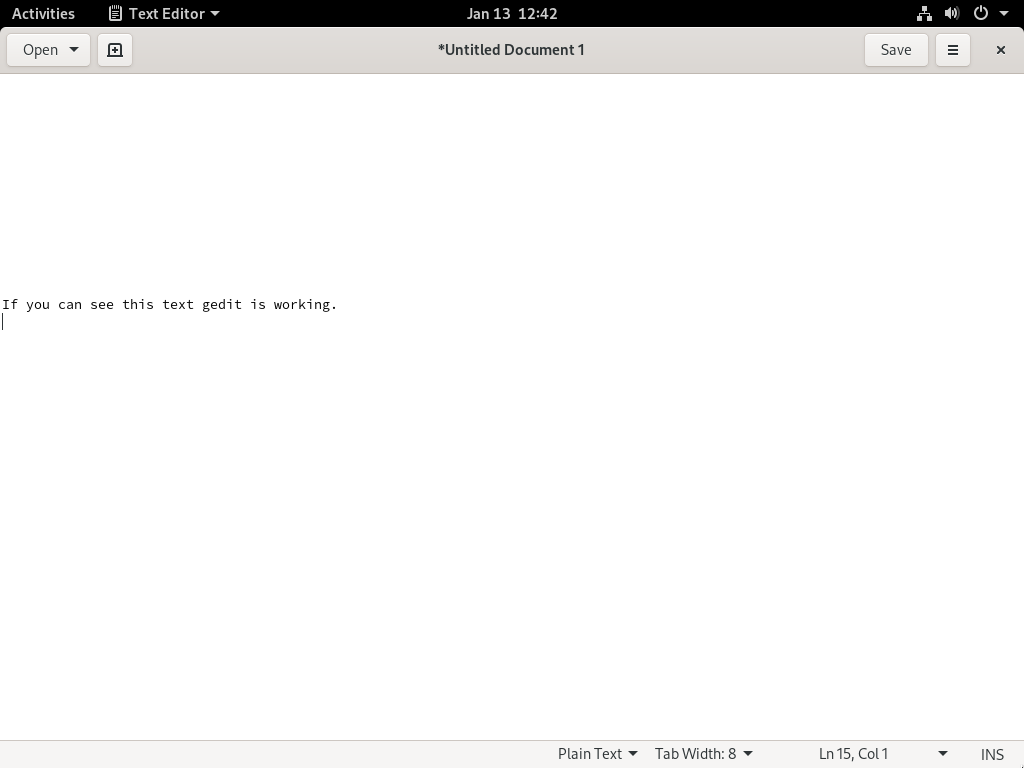 Activities Text Editor Jan 13 12:42
Open *Untitled Document 1 Save
If you can see this text gedit is working.
Plain Text Tab Width: 8 Ln 15, Col 1 INS